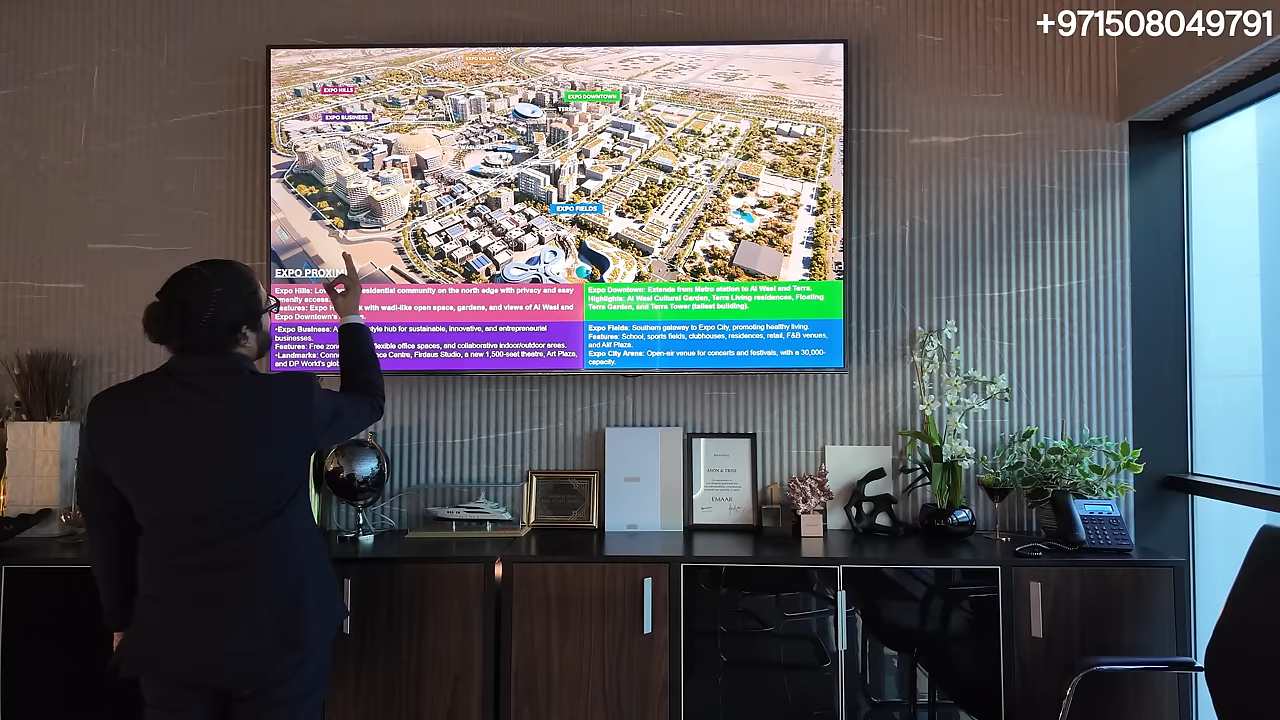 +971508049791
EXPO VALLEY
EXPO HILLS
EXPO DOWNTOWN
TERRA
EXPO BUSINESS
EXPO FIELDS
EXPO PROXIMI
Expo Hills: esidential community on the north edge with privacy and easy
menity access.
eatures: Expo with wadi-like open space, gardens, and views of Al Wasl and
Expo Downtown's
•Expo Business: A style hub for sustainable, innovative, and entrepreneurial
businesses.
Features: Free zone flexible office spaces, and collaborative indoor/outdoor areas.
•Landmarks: Conn ce Centre, Firdaus Studio, a new 1,500-seat theatre, Art Plaza,
and DP World's
Expo Downtown: Extends from Metro station to Al Wasl and Terra.
Highlights: Al Wasl Cultural Garden, Terra Living residences, Floating
Terra Garden, and Terra Tower (tallest building).
Expo Fields: Southern gateway to Expo City, promoting healthy living.
Features: School, sports fields, clubhouses, residences, retail, F&B venues,
and Alif Plaza.
Expo City Arena: Open-air venue for concerts and festivals, with a 30,000-
capacity.
EMAAR